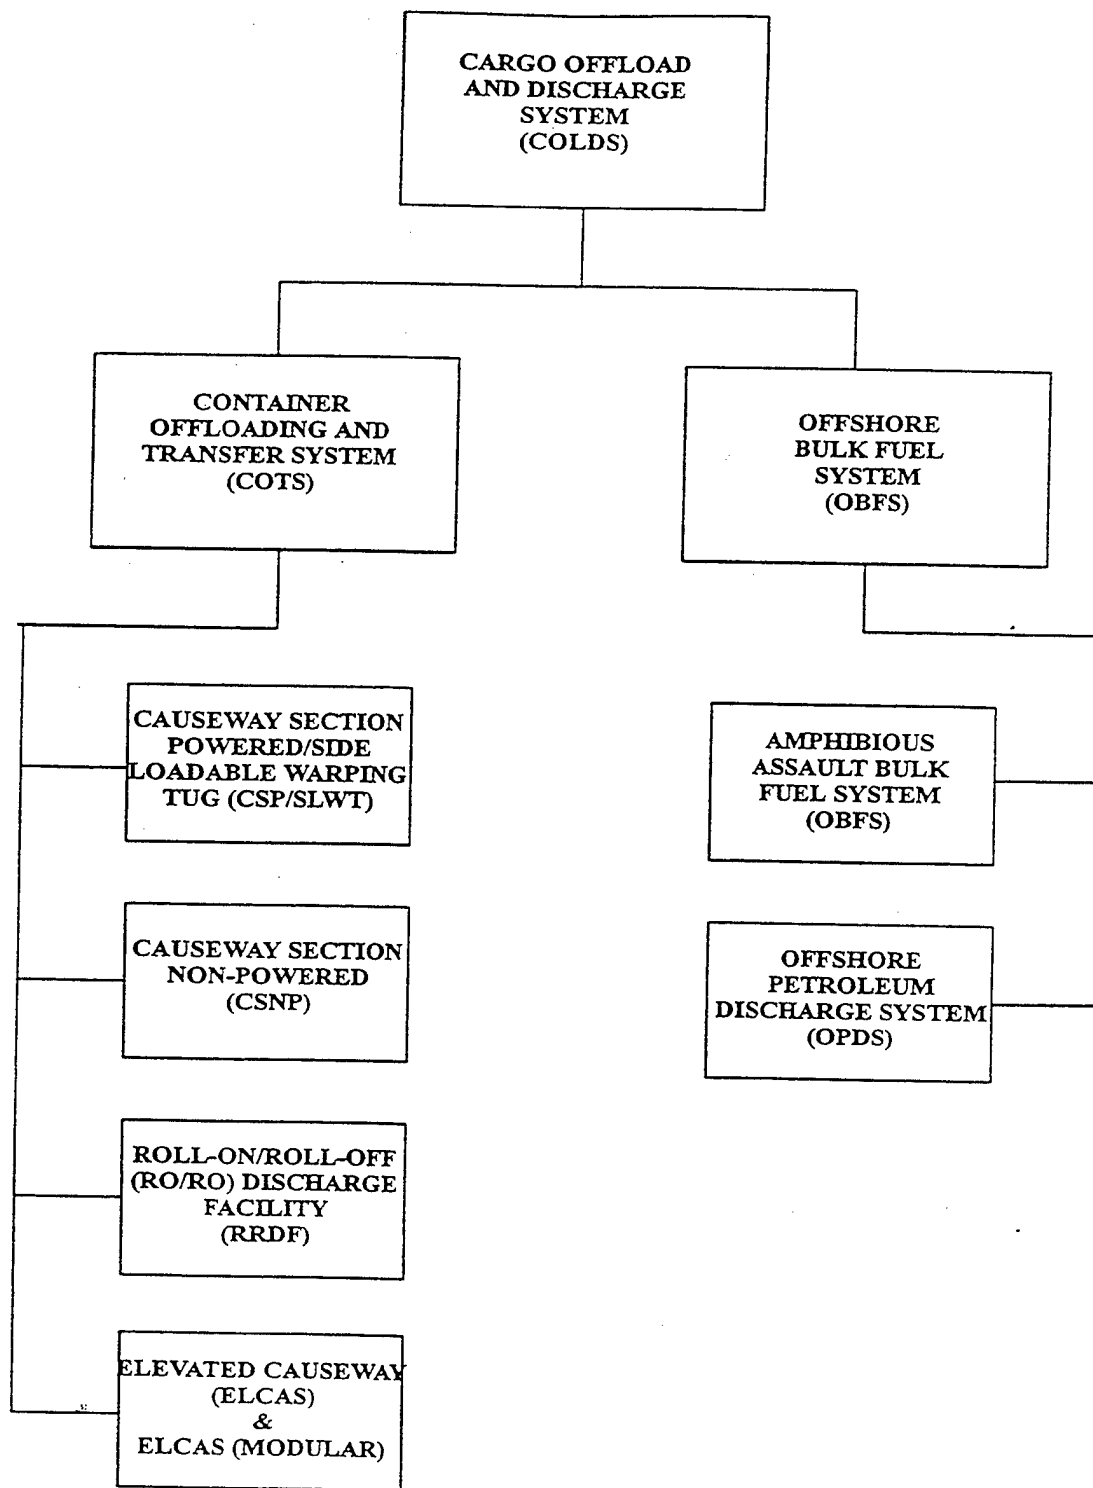 CARGO OFFLOAD
AND DISCHARGE
SYSTEM
(COLDS)
CONTAINER
OFFLOADING AND
TRANSFER SYSTEM
(COTS)
OFFSHORE
BULK FUEL
SYSTEM
(OBFS)
CAUSEWAY SECTION
POWERED/SIDE
LOADABLE WARPING
TUG (CSP/SLWT)
CAUSEWAY SECTION
NON-POWERED
(CSNP)
ROLL-ON/ROLL-OFF
(RO/RO) DISCHARGE
FACILITY
(RRDF)
ELEVATED CAUSEWAY
(ELCAS)
&
ELCAS (MODULAR)
AMPHIBIOUS
ASSAULT BULK
FUEL SYSTEM
(OBFS)
OFFSHORE
PETROLEUM
DISCHARGE SYSTEM
(OPDS)